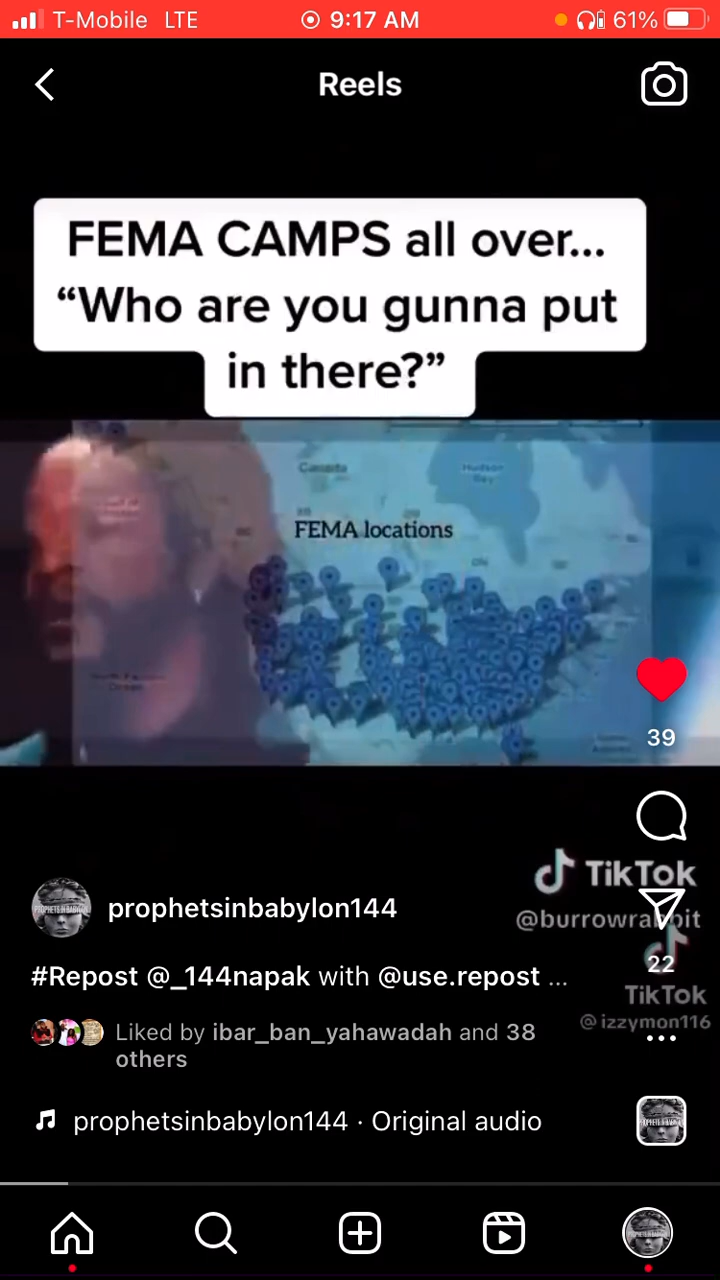 T-Mobile LTE 9:17 AM 61%
Reels
FEMA CAMPS all over...
“Who are you gunna put
in there?”
Canada
Hudson
Bay
FEMA locations
39
TikTok
prophetsinbabylon144
@burrowrabbit
#Repost @_144napak with @use.repost ...
22
TikTok
@izzymon116
Liked by ibar_ban_yahawadah and 38
others
prophetsinbabylon144 · Original audio